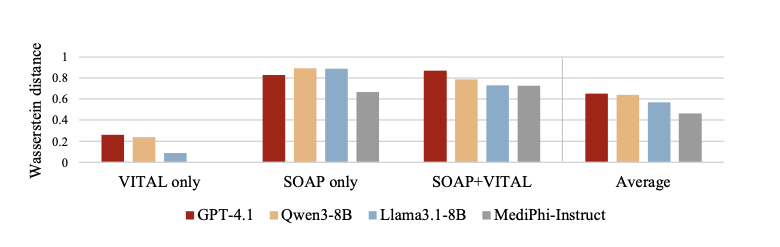 Wasserstein distance
1
0.8
0.6
0.4
0.2
0
VITAL only
SOAP only
SOAP+VITAL
Average
GPT-4.1
Qwen3-8B
Llama3.1-8B
MediPhi-Instruct